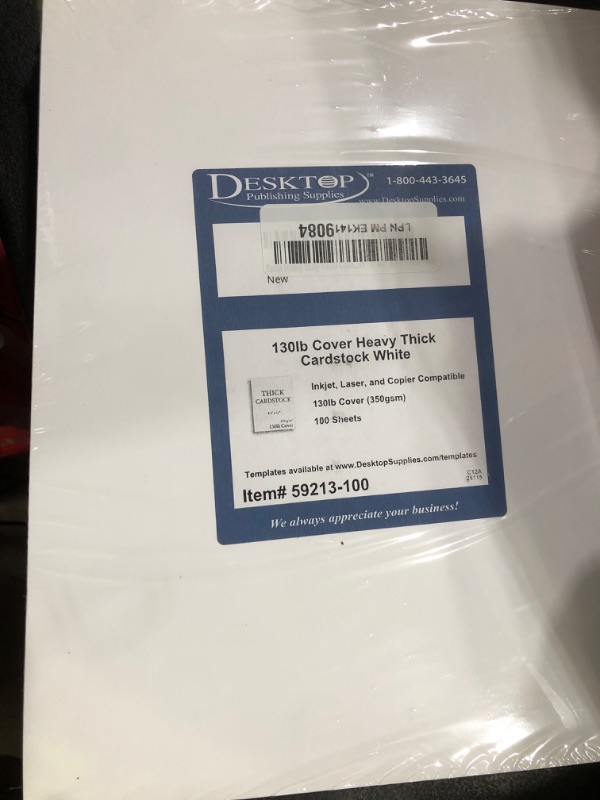 DESKTOP™
Publishing Supplies
1-800-443-3645
www.DesktopSupplies.com
LPN PM EK1419084
New
130lb Cover Heavy Thick
Cardstock White
THICK
CARDSTOCK
130lb Cover
Inkjet, Laser, and Copier Compatible
130lb Cover (350gsm)
100 Sheets
Templates available at www.DesktopSupplies.com/templates
Item# 59213-100
C12A
We always appreciate your business!